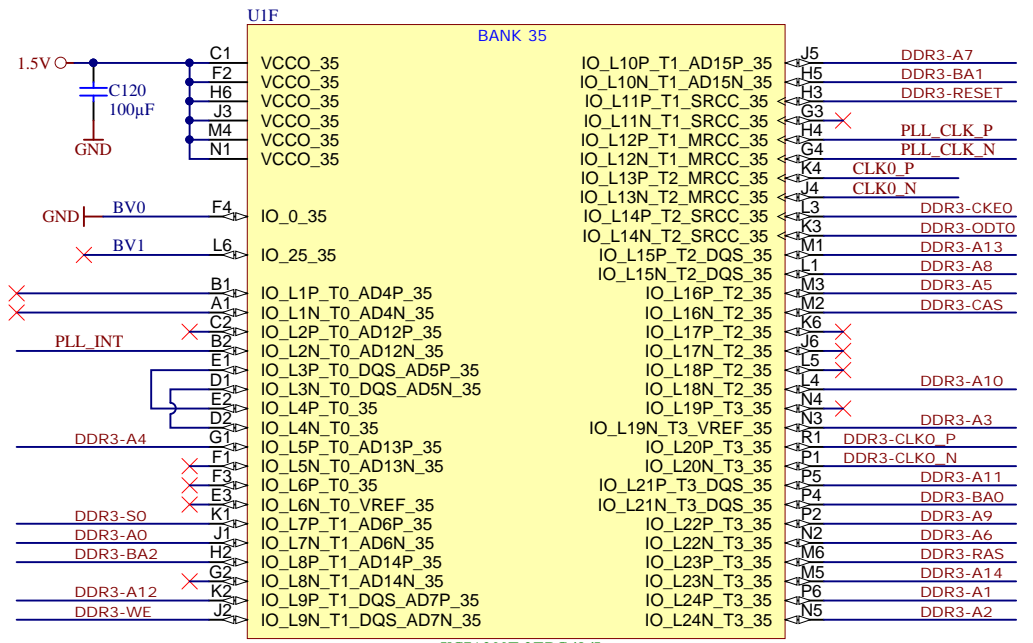 U1F
BANK 35
1.5V
C120
100µF
GND
C1 VCCO_35
F2 VCCO_35
H6 VCCO_35
J3 VCCO_35
M4 VCCO_35
N1 VCCO_35
GND BV0 F4 IO_0_35
BV1 L6 IO_25_35
B1 IO_L1P_T0_AD4P_35
A1 IO_L1N_T0_AD4N_35
C2 IO_L2P_T0_AD12P_35
PLL_INT B2 IO_L2N_T0_AD12N_35
E1 IO_L3P_T0_DQS_AD5P_35
D1 IO_L3N_T0_DQS_AD5N_35
E2 IO_L4P_T0_35
D2 IO_L4N_T0_35
DDR3-A4 G1 IO_L5P_T0_AD13P_35
F1 IO_L5N_T0_AD13N_35
F3 IO_L6P_T0_35
E3 IO_L6N_T0_VREF_35
DDR3-S0 K1 IO_L7P_T1_AD6P_35
DDR3-A0 J1 IO_L7N_T1_AD6N_35
DDR3-BA2 H2 IO_L8P_T1_AD14P_35
G2 IO_L8N_T1_AD14N_35
DDR3-A12 K2 IO_L9P_T1_DQS_AD7P_35
DDR3-WE J2 IO_L9N_T1_DQS_AD7N_35
IO_L10P_T1_AD15P_35 J5 DDR3-A7
IO_L10N_T1_AD15N_35 H5 DDR3-BA1
IO_L11P_T1_SRCC_35 H3 DDR3-RESET
IO_L11N_T1_SRCC_35 G3
IO_L12P_T1_MRCC_35 H4 PLL_CLK_P
IO_L12N_T1_MRCC_35 G4 PLL_CLK_N
IO_L13P_T2_MRCC_35 K4 CLK0_P
IO_L13N_T2_MRCC_35 J4 CLK0_N
IO_L14P_T2_SRCC_35 L3 DDR3-CKE0
IO_L14N_T2_SRCC_35 K3 DDR3-ODT0
IO_L15P_T2_DQS_35 M1 DDR3-A13
IO_L15N_T2_DQS_35 L1 DDR3-A8
IO_L16P_T2_35 M3 DDR3-A5
IO_L16N_T2_35 M2 DDR3-CAS
IO_L17P_T2_35 K6
IO_L17N_T2_35 J6
IO_L18P_T2_35 L5
IO_L18N_T2_35 L4 DDR3-A10
IO_L19P_T3_35 N4
IO_L19N_T3_VREF_35 N3 DDR3-A3
IO_L20P_T3_35 R1 DDR3-CLK0_P
IO_L20N_T3_35 P1 DDR3-CLK0_N
IO_L21P_T3_DQS_35 P5 DDR3-A11
IO_L21N_T3_DQS_35 P4 DDR3-BA0
IO_L22P_T3_35 P2 DDR3-A9
IO_L22N_T3_35 N2 DDR3-A6
IO_L23P_T3_35 M6 DDR3-RAS
IO_L23N_T3_35 M5 DDR3-A14
IO_L24P_T3_35 P6 DDR3-A1
IO_L24N_T3_35 N5 DDR3-A2